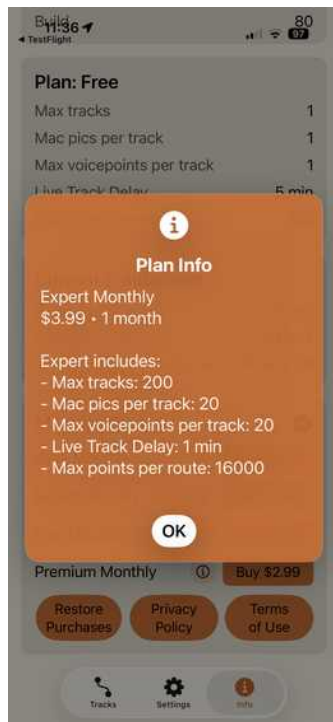 Build 80
11:36
97
◀ TestFlight
Plan: Free
Max tracks 1
Mac pics per track 1
Max voicepoints per track 1
Live Track Delay 5 min
Plan Info
Expert Monthly
$3.99 • 1 month
Expert includes:
- Max tracks: 200
- Mac pics per track: 20
- Max voicepoints per track: 20
- Live Track Delay: 1 min
- Max points per route: 16000
OK
Premium Monthly Buy $2.99
Restore Purchases
Privacy Policy
Terms of Use
Tracks Settings Info